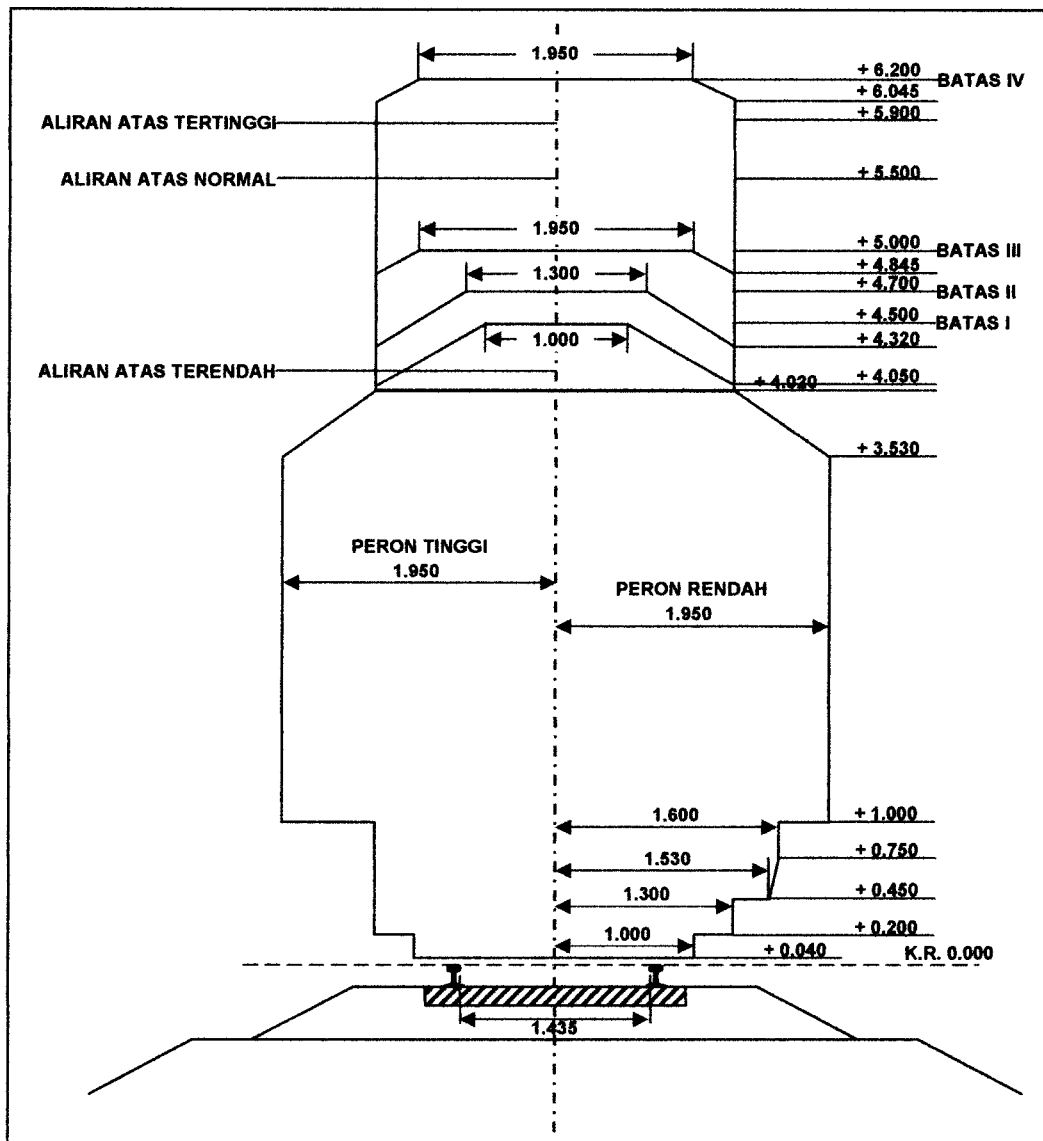 1.950
+ 6.200 BATAS IV
+ 6.045
+ 5.900
ALIRAN ATAS TERTINGGI
ALIRAN ATAS NORMAL
+ 5.500
1.950
+ 5.000 BATAS III
+ 4.845
1.300
+ 4.700 BATAS II
+ 4.500 BATAS I
1.000
+ 4.320
ALIRAN ATAS TERENDAH
+ 4.050
+ 4.020
+ 3.530
PERON TINGGI
1.950
PERON RENDAH
1.950
1.600
+ 1.000
+ 0.750
1.530
+ 0.450
1.300
+ 0.200
1.000
+ 0.040
K.R. 0.000
1.435